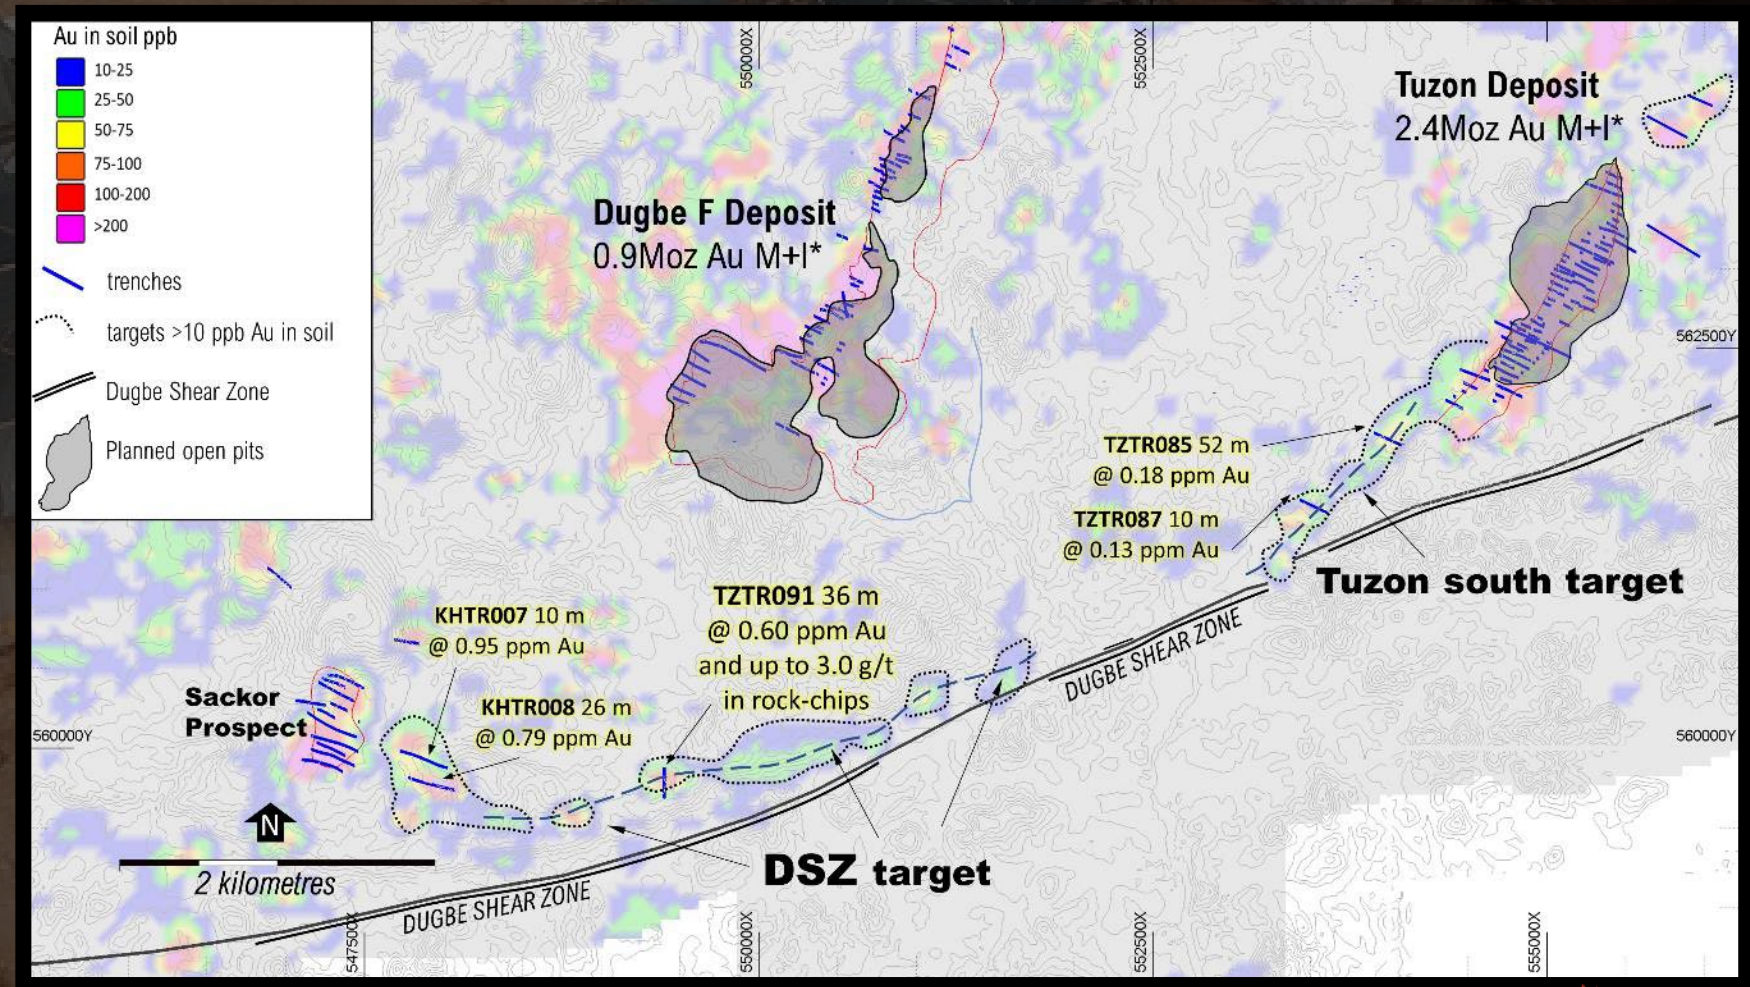 Au in soil ppb
10-25
25-50
50-75
75-100
100-200
>200
trenches
targets >10 ppb Au in soil
Dugbe Shear Zone
Planned open pits
550000X
552500X
Tuzon Deposit
2.4Moz Au M+I*
Dugbe F Deposit
0.9Moz Au M+I*
562500Y
TZTR085 52 m
@ 0.18 ppm Au
TZTR087 10 m
@ 0.13 ppm Au
Tuzon south target
TZTR091 36 m
@ 0.60 ppm Au
and up to 3.0 g/t
in rock-chips
KHTR007 10 m
@ 0.95 ppm Au
KHTR008 26 m
@ 0.79 ppm Au
Sackor
Prospect
DUGBE SHEAR ZONE
560000Y
560000Y
N
2 kilometres
DSZ target
DUGBE SHEAR ZONE
547500X
550000X
552500X
555000X